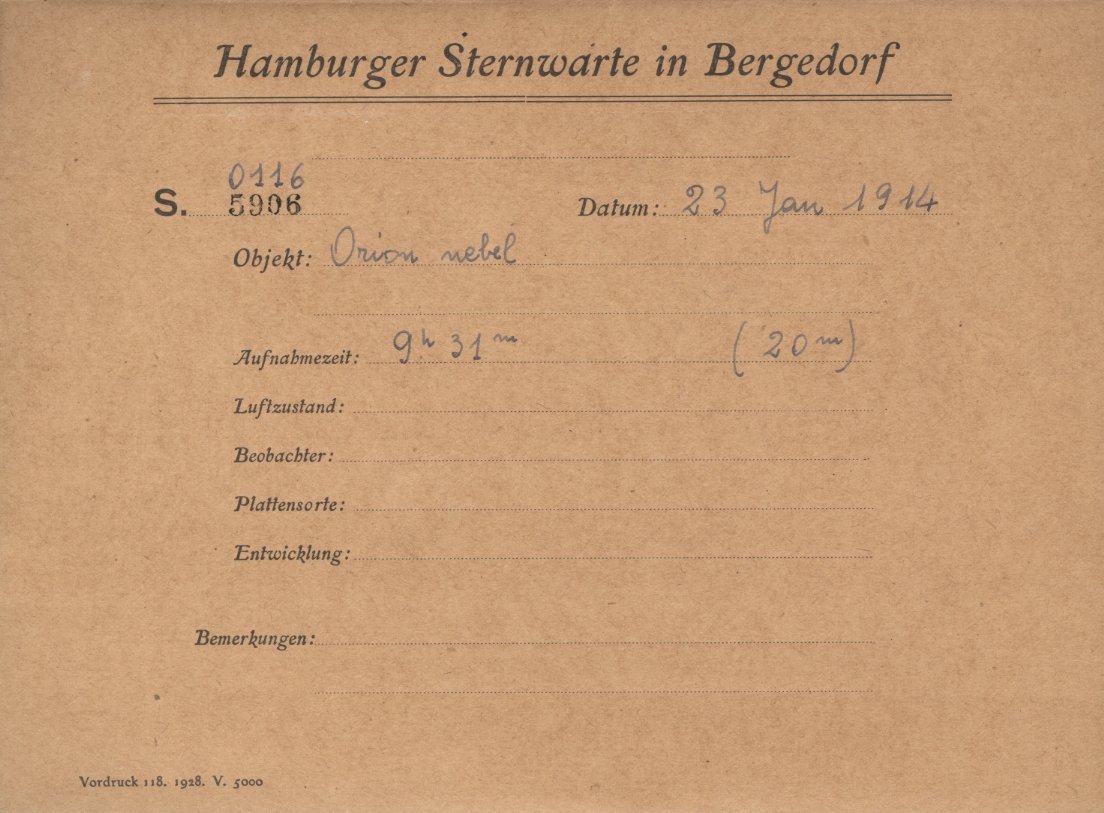 Hamburger Sternwarte in Bergedorf
0116
S. 5906 Datum: 23 Jan 1914
Objekt: Orion nebel
Aufnahmezeit: 9h 31m (20m)
Luftzustand:
Beobachter:
Plattensorte:
Entwicklung:
Bemerkungen:
Vordruck 118. 1928. V. 5000